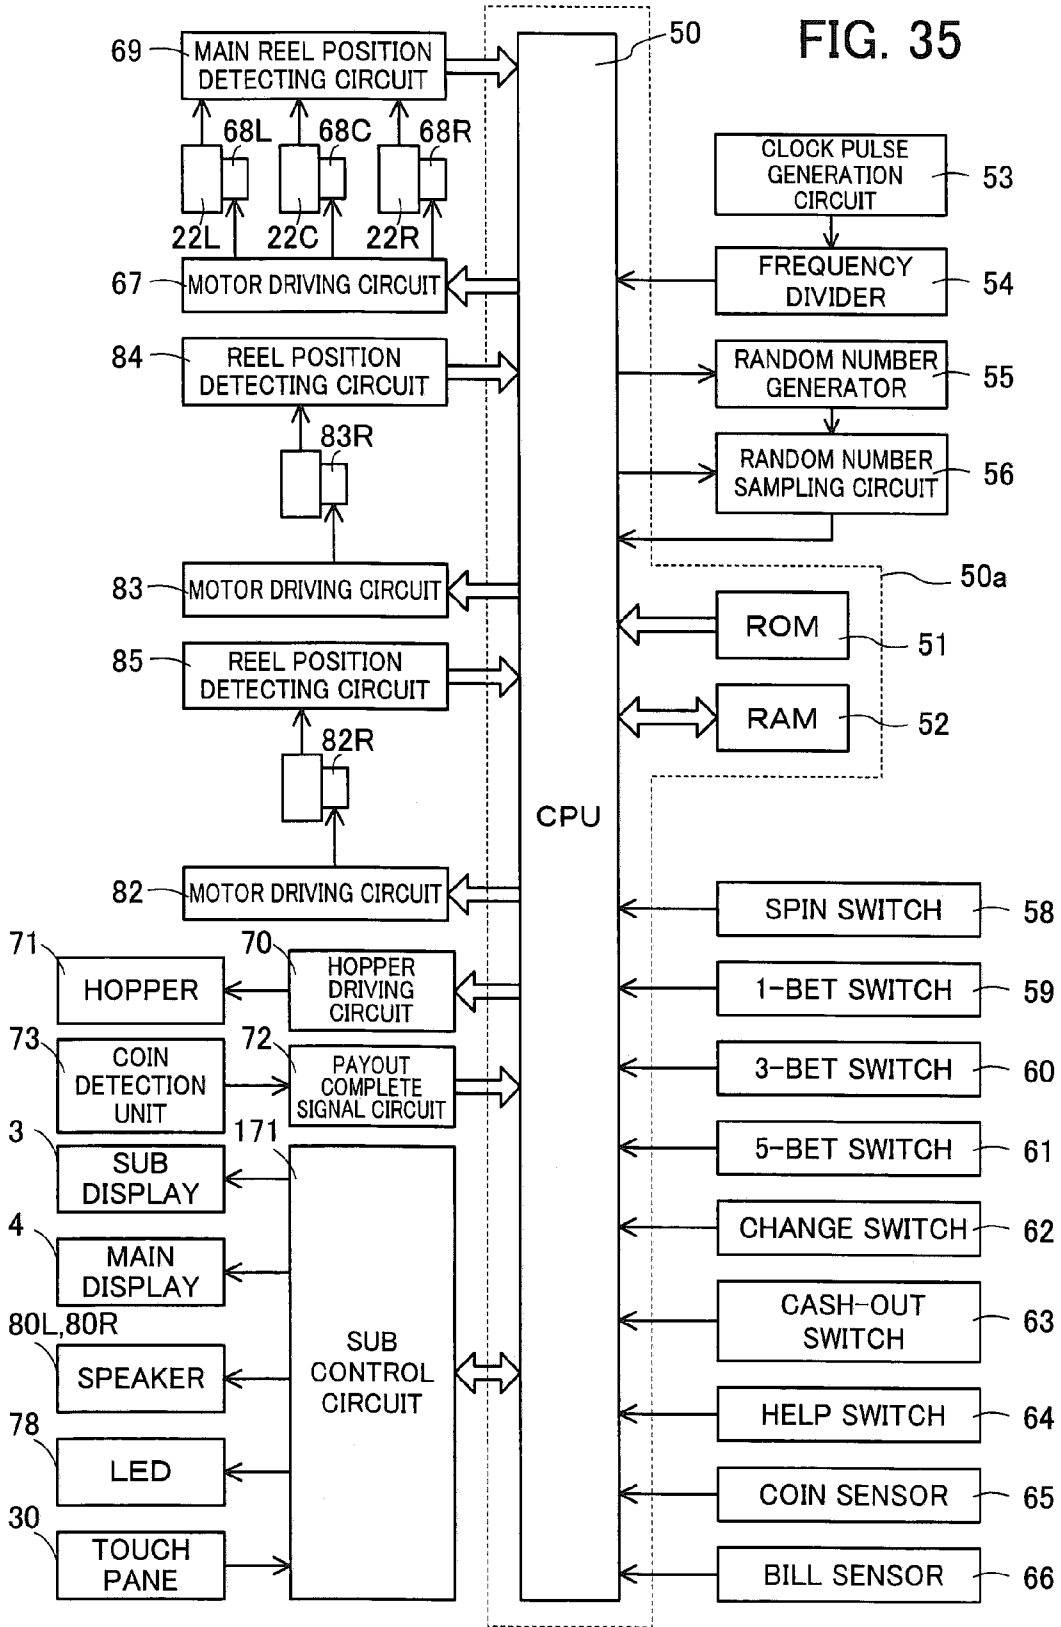 FIG. 35
50
69
MAIN REEL POSITION
DETECTING CIRCUIT
68L
68C
68R
22L
22C
22R
67
MOTOR DRIVING CIRCUIT
84
REEL POSITION
DETECTING CIRCUIT
83R
83
MOTOR DRIVING CIRCUIT
85
REEL POSITION
DETECTING CIRCUIT
82R
82
MOTOR DRIVING CIRCUIT
71
HOPPER
70
HOPPER
DRIVING
CIRCUIT
73
COIN
DETECTION
UNIT
72
PAYOUT
COMPLETE
SIGNAL CIRCUIT
3
SUB
DISPLAY
171
4
MAIN
DISPLAY
80L,80R
SPEAKER
SUB
CONTROL
CIRCUIT
78
LED
30
TOUCH
PANE
CPU
CLOCK PULSE
GENERATION
CIRCUIT
53
FREQUENCY
DIVIDER
54
RANDOM NUMBER
GENERATOR
55
RANDOM NUMBER
SAMPLING CIRCUIT
56
50a
ROM
51
RAM
52
SPIN SWITCH
58
1-BET SWITCH
59
3-BET SWITCH
60
5-BET SWITCH
61
CHANGE SWITCH
62
CASH-OUT
SWITCH
63
HELP SWITCH
64
COIN SENSOR
65
BILL SENSOR
66